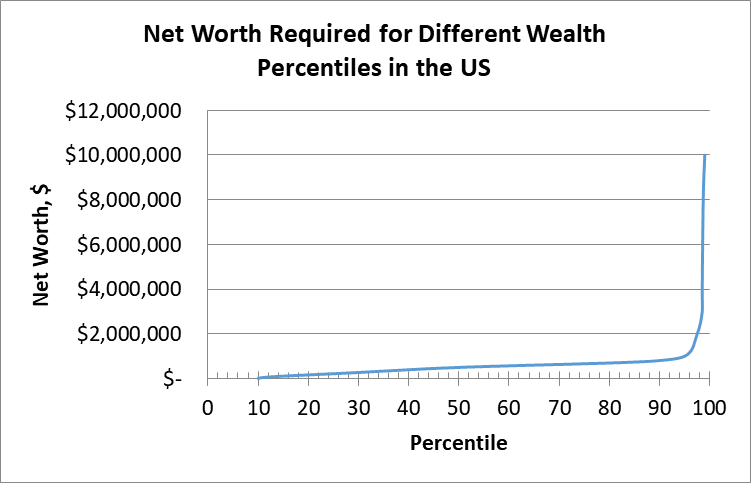 Net Worth Required for Different Wealth
Percentiles in the US
$12,000,000
$10,000,000
$8,000,000
$6,000,000
$4,000,000
$2,000,000
$-
Net Worth, $
0 10 20 30 40 50 60 70 80 90 100
Percentile